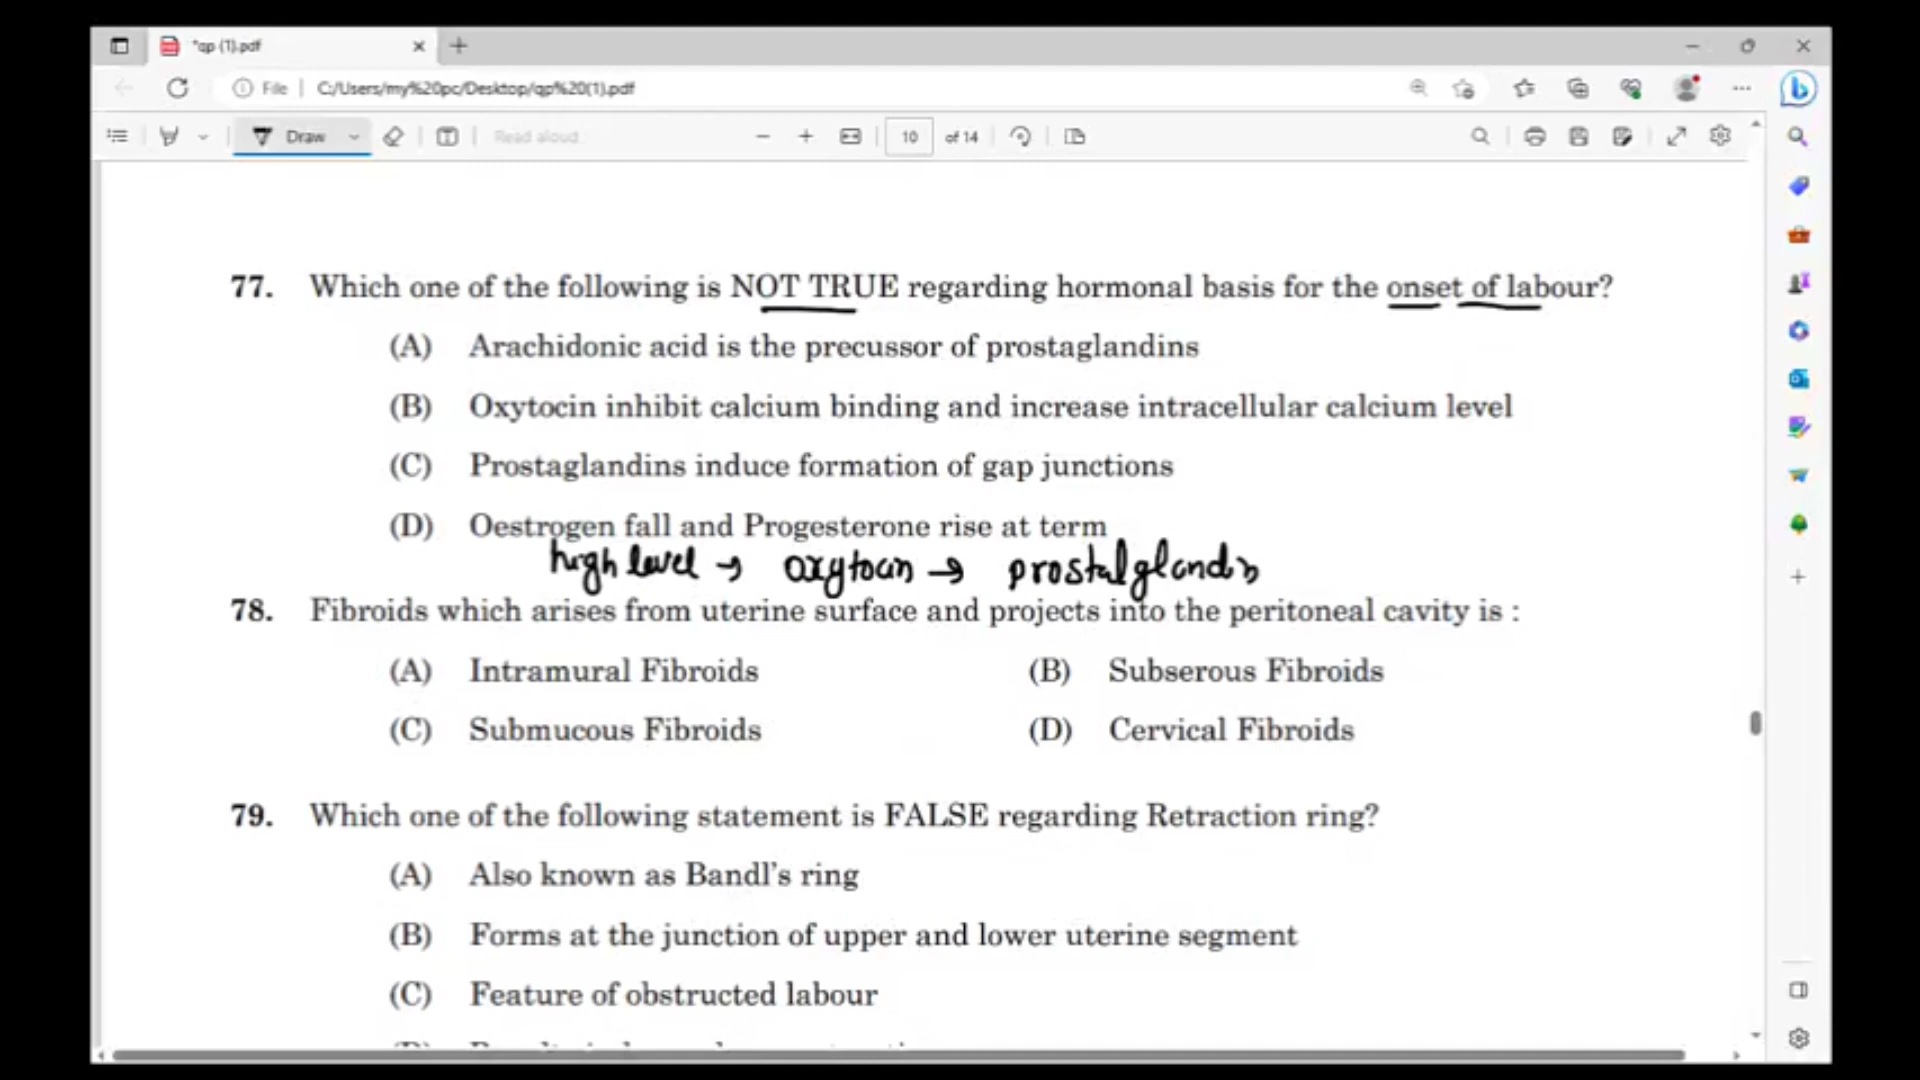 *qp (1).pdf
File | C:/Users/my%20pc/Desktop/qp%20(1).pdf
Draw Read aloud 10 of 14
77. Which one of the following is NOT TRUE regarding hormonal basis for the onset of labour?
(A) Arachidonic acid is the precussor of prostaglandins
(B) Oxytocin inhibit calcium binding and increase intracellular calcium level
(C) Prostaglandins induce formation of gap junctions
(D) Oestrogen fall and Progesterone rise at term
high level → oxytocin →
78. Fibroids which arises from uterine surface and projects into the peritoneal cavity is :
(A) Intramural Fibroids (B) Subserous Fibroids
(C) Submucous Fibroids (D) Cervical Fibroids
79. Which one of the following statement is FALSE regarding Retraction ring?
(A) Also known as Bandl's ring
(B) Forms at the junction of upper and lower uterine segment
(C) Feature of obstructed labour